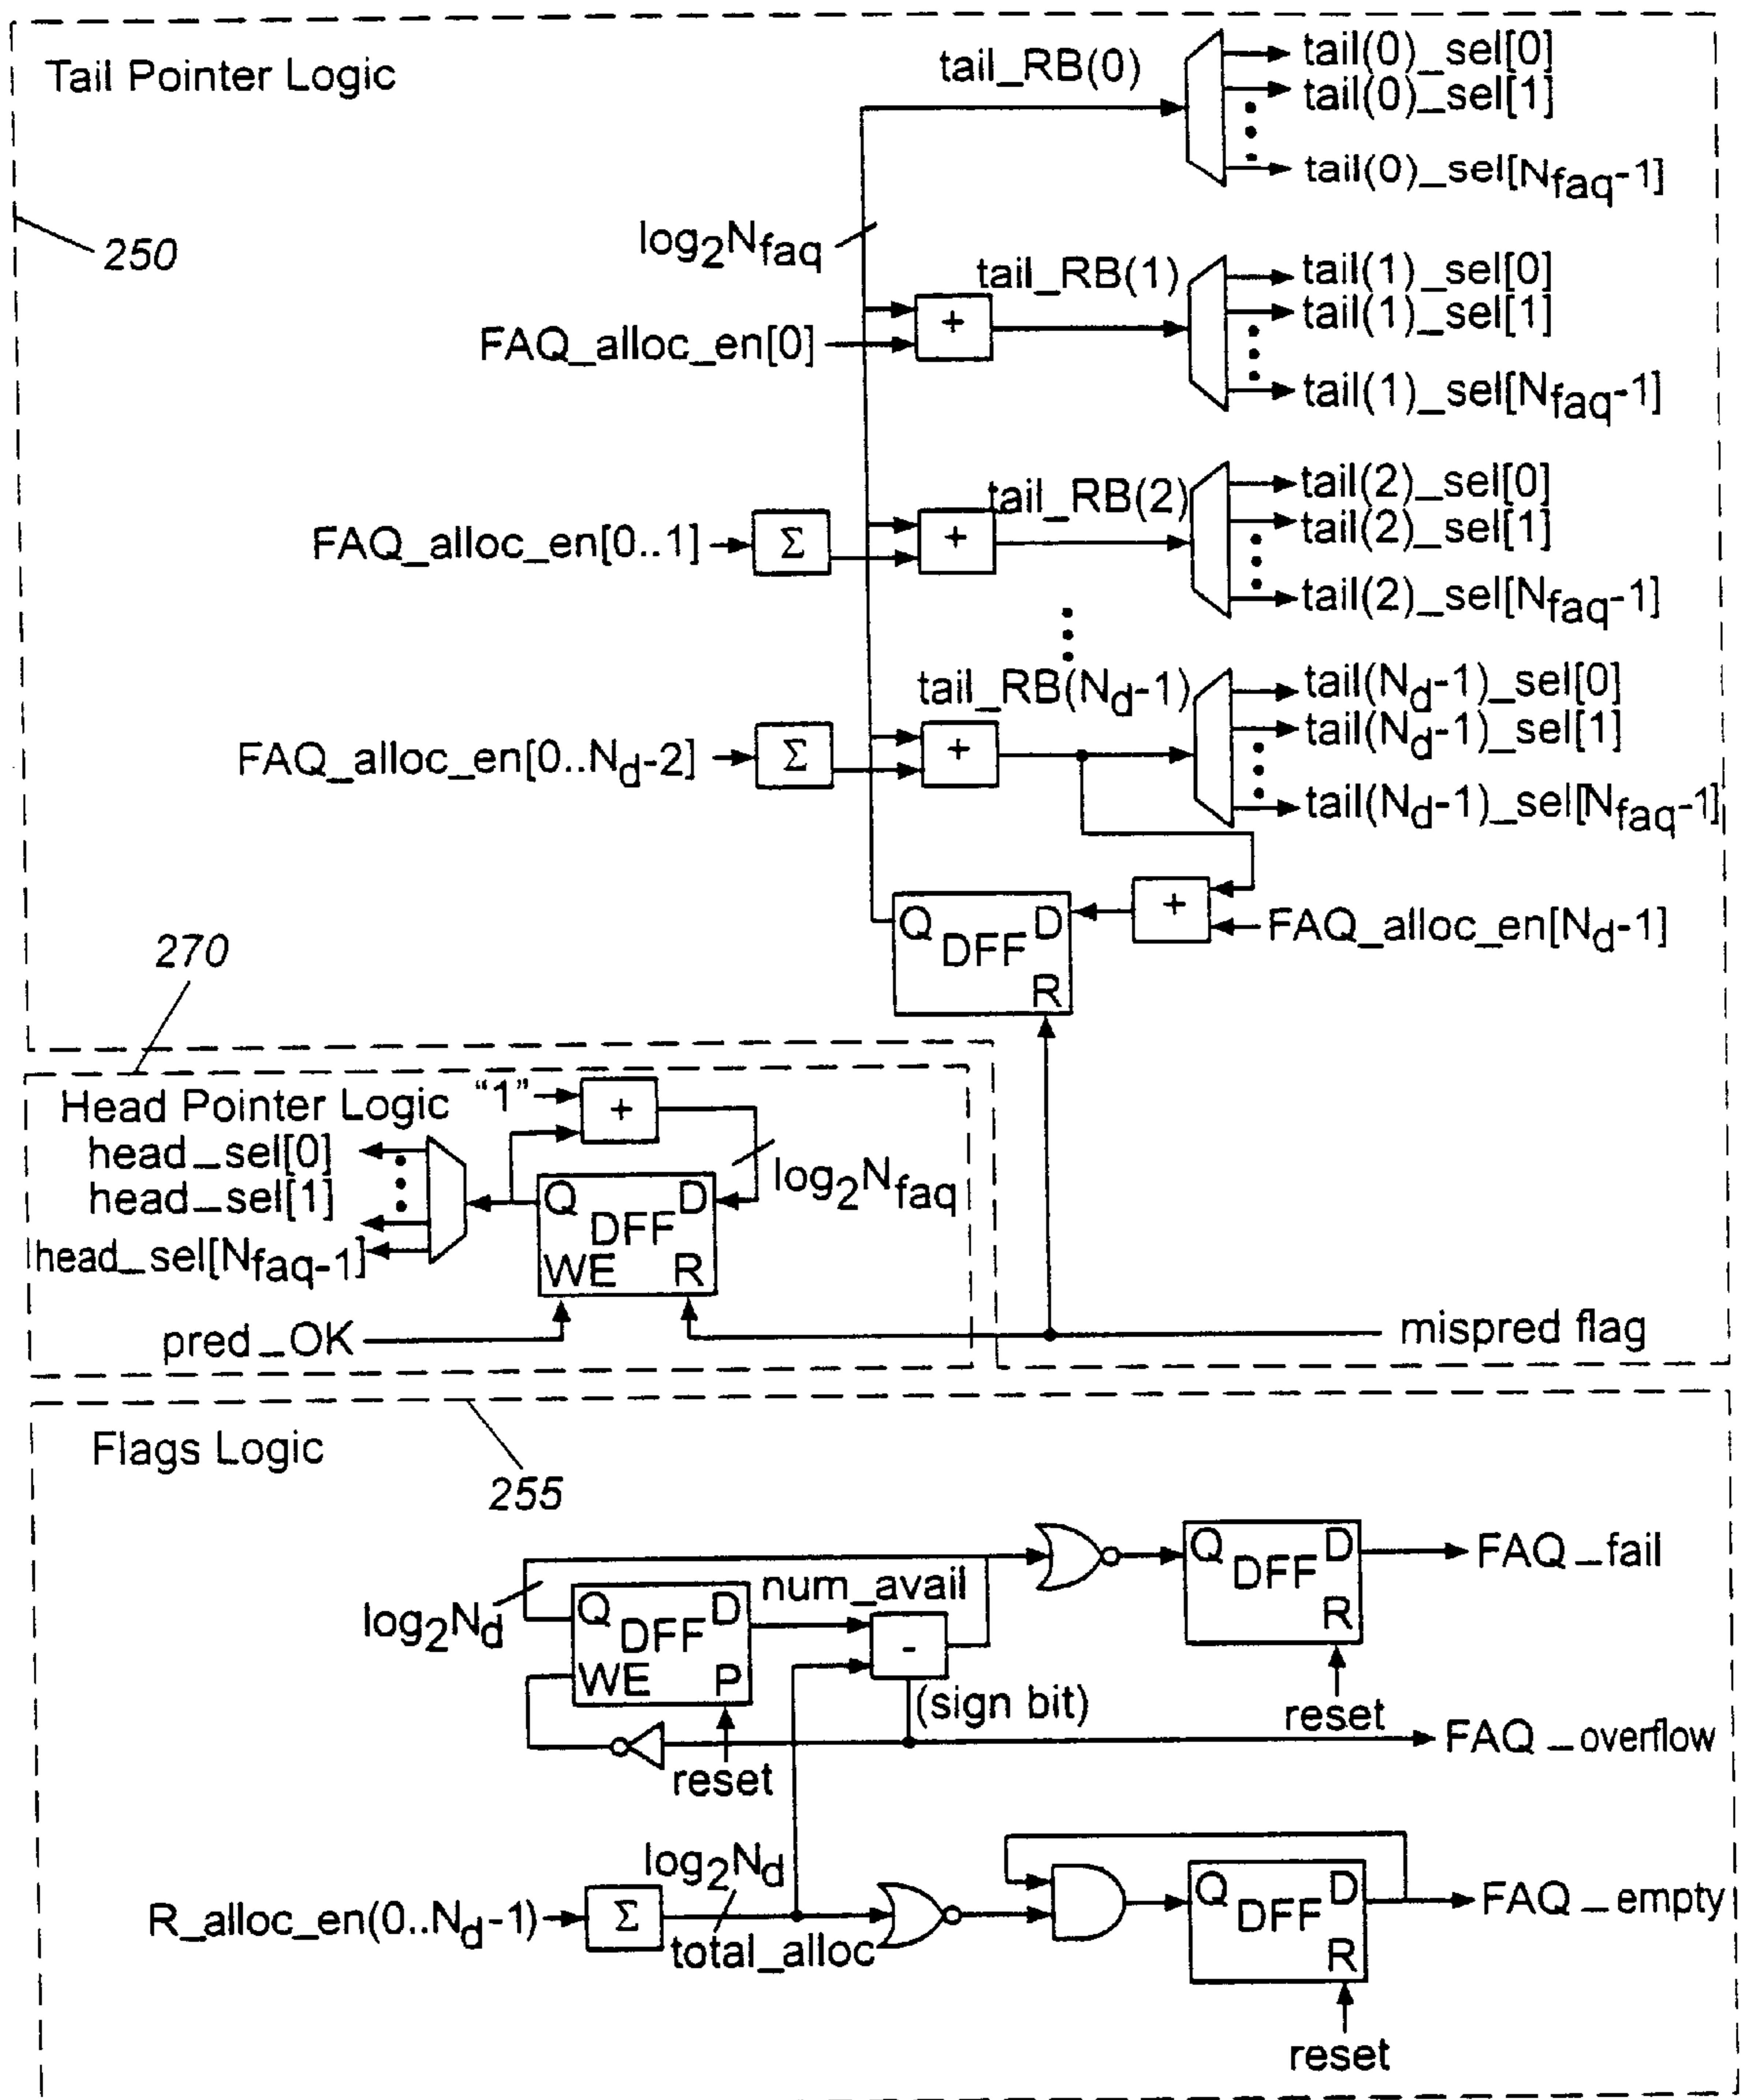 Tail Pointer Logic
250
tail_RB(0)
tail(0)_sel[0]
tail(0)_sel[1]
tail(0)_sel[Nfaq-1]
log2Nfaq
tail_RB(1)
tail(1)_sel[0]
tail(1)_sel[1]
tail(1)_sel[Nfaq-1]
FAQ_alloc_en[0]
+
tail_RB(2)
tail(2)_sel[0]
tail(2)_sel[1]
tail(2)_sel[Nfaq-1]
FAQ_alloc_en[0..1]
Σ
+
tail_RB(Nd-1)
tail(Nd-1)_sel[0]
tail(Nd-1)_sel[1]
tail(Nd-1)_sel[Nfaq-1]
FAQ_alloc_en[0..Nd-2]
Σ
+
+
FAQ_alloc_en[Nd-1]
Q DFF D
R
270
Head Pointer Logic
"1"
+
head_sel[0]
head_sel[1]
head_sel[Nfaq-1]
log2Nfaq
Q DFF D
WE R
pred_OK
mispred flag
Flags Logic
255
log2Nd
Q DFF D
WE P
num_avail
-
(sign bit)
reset
Q DFF D
R
reset
FAQ_fail
FAQ_overflow
R_alloc_en(0..Nd-1)
Σ
log2Nd
total_alloc
Q DFF D
R
reset
FAQ_empty